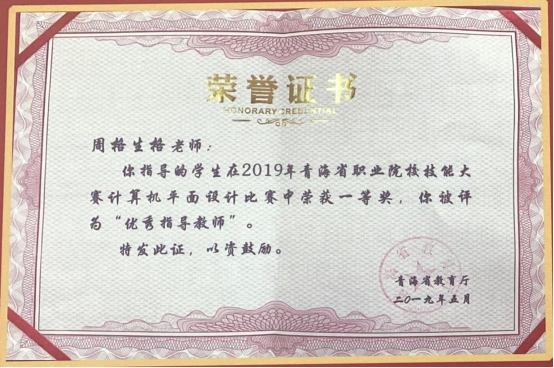 荣誉证书
HONORARY CREDENTIAL
周格生格老师：
你指导的学生在2019年青海省职业院校技能大
赛计算机平面设计比赛中荣获一等奖，你被评
为“优秀指导教师”。
特发此证，以资鼓励。
青海省教育厅
二〇一九年五月